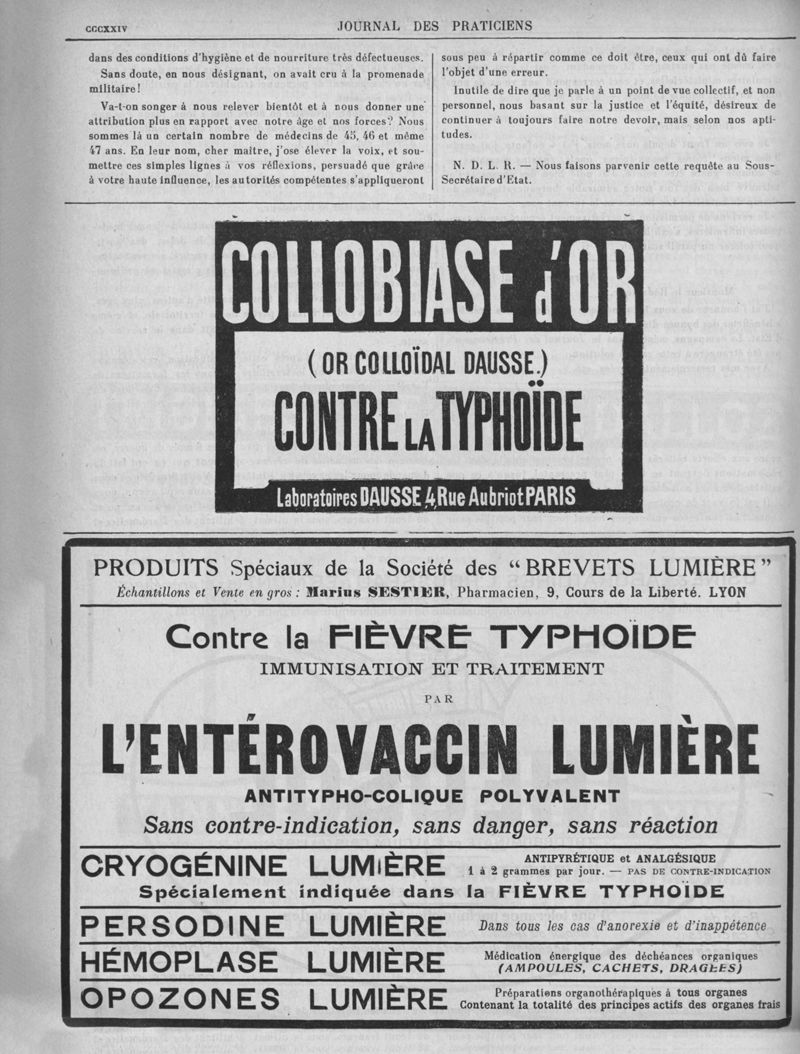 CCCXXIV
JOURNAL DES PRATICIENS
dans des conditions d'hygiène et de nourriture très défectueuses.
Sans doute, en nous désignant, on avait cru à la promenade
militaire!
Va-t-on songer à nous relever bientôt et à nous donner une
attribution plus en rapport avec notre âge et nos forces? Nous
sommes là un certain nombre de médecins de 45, 46 et même
47 ans. En leur nom, cher maître, j'ose élever la voix, et sou-
mettre ces simples lignes à vos réflexions, persuadé que grâce
à votre haute influence, les autorités compétentes s'appliqueront
sous peu à répartir comme ce doit être, ceux qui ont dû faire
l'objet d'une erreur.
Inutile de dire que je parle à un point de vue collectif, et non
personnel, nous basant sur la justice et l'équité, désireux de
continuer à toujours faire notre devoir, mais selon nos apti-
tudes.
N. D. L. R. — Nous faisons parvenir cette requête au Sous-
Secrétaire d'Etat.
COLLOBIASE d'OR
(OR COLLOÏDAL DAUSSE.)
CONTRE LA TYPHOÏDE
Laboratoires DAUSSE 4, Rue Aubriot PARIS
PRODUITS Spéciaux de la Société des "BREVETS LUMIÈRE"
Échantillons et Vente en gros : Marius SESTIER, Pharmacien, 9, Cours de la Liberté. LYON
Contre la FIÈVRE TYPHOÏDE
IMMUNISATION ET TRAITEMENT
PAR
L'ENTÉROVACCIN LUMIÈRE
ANTITYPHO-COLIQUE POLYVALENT
Sans contre-indication, sans danger, sans réaction
CRYOGÉNINE LUMIÈRE
ANTIPYRÉTIQUE et ANALGÉSIQUE
1 à 2 grammes par jour. — PAS DE CONTRE-INDICATION
Spécialement indiquée dans la FIÈVRE TYPHOÏDE
PERSODINE LUMIÈRE
Dans tous les cas d'anorexie et d'inappétence
HÉMOPLASE LUMIÈRE
Médication énergique des déchéances organiques
(AMPOULES, CACHETS, DRAGÉES)
OPOZONES LUMIÈRE
Préparations organothérapiques à tous organes
Contenant la totalité des principes actifs des organes frais